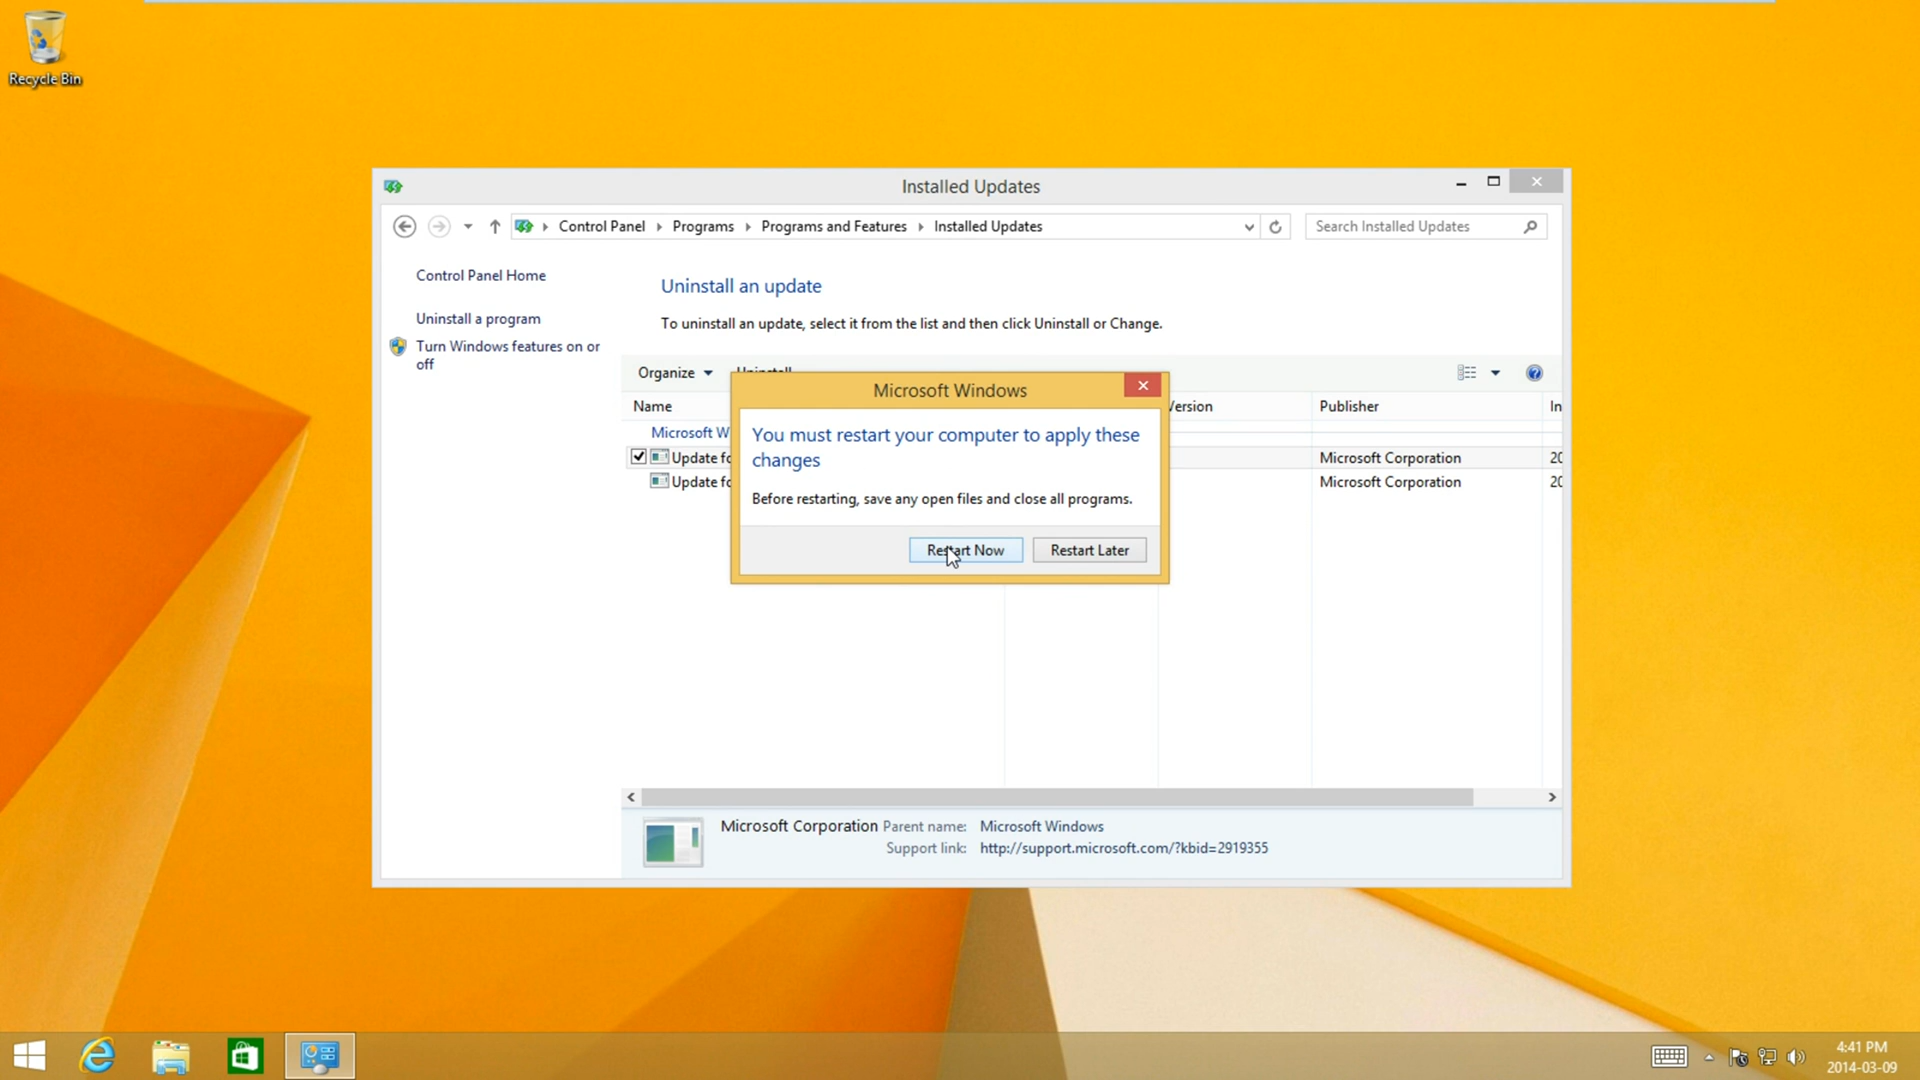 Recycle Bin
Installed Updates
Control Panel Programs Programs and Features Installed Updates
Search Installed Updates
Control Panel Home
Uninstall a program
Turn Windows features on or
off
Uninstall an update
To uninstall an update, select it from the list and then click Uninstall or Change.
Organize Uninstall
Name Version Publisher In
Microsoft W
Update fo Microsoft Corporation 20
Update fo Microsoft Corporation 20
Microsoft Windows
You must restart your computer to apply these
changes
Before restarting, save any open files and close all programs.
Restart Now Restart Later
Microsoft Corporation Parent name: Microsoft Windows
Support link: http://support.microsoft.com/?kbid=2919355
4:41 PM
2014-03-09